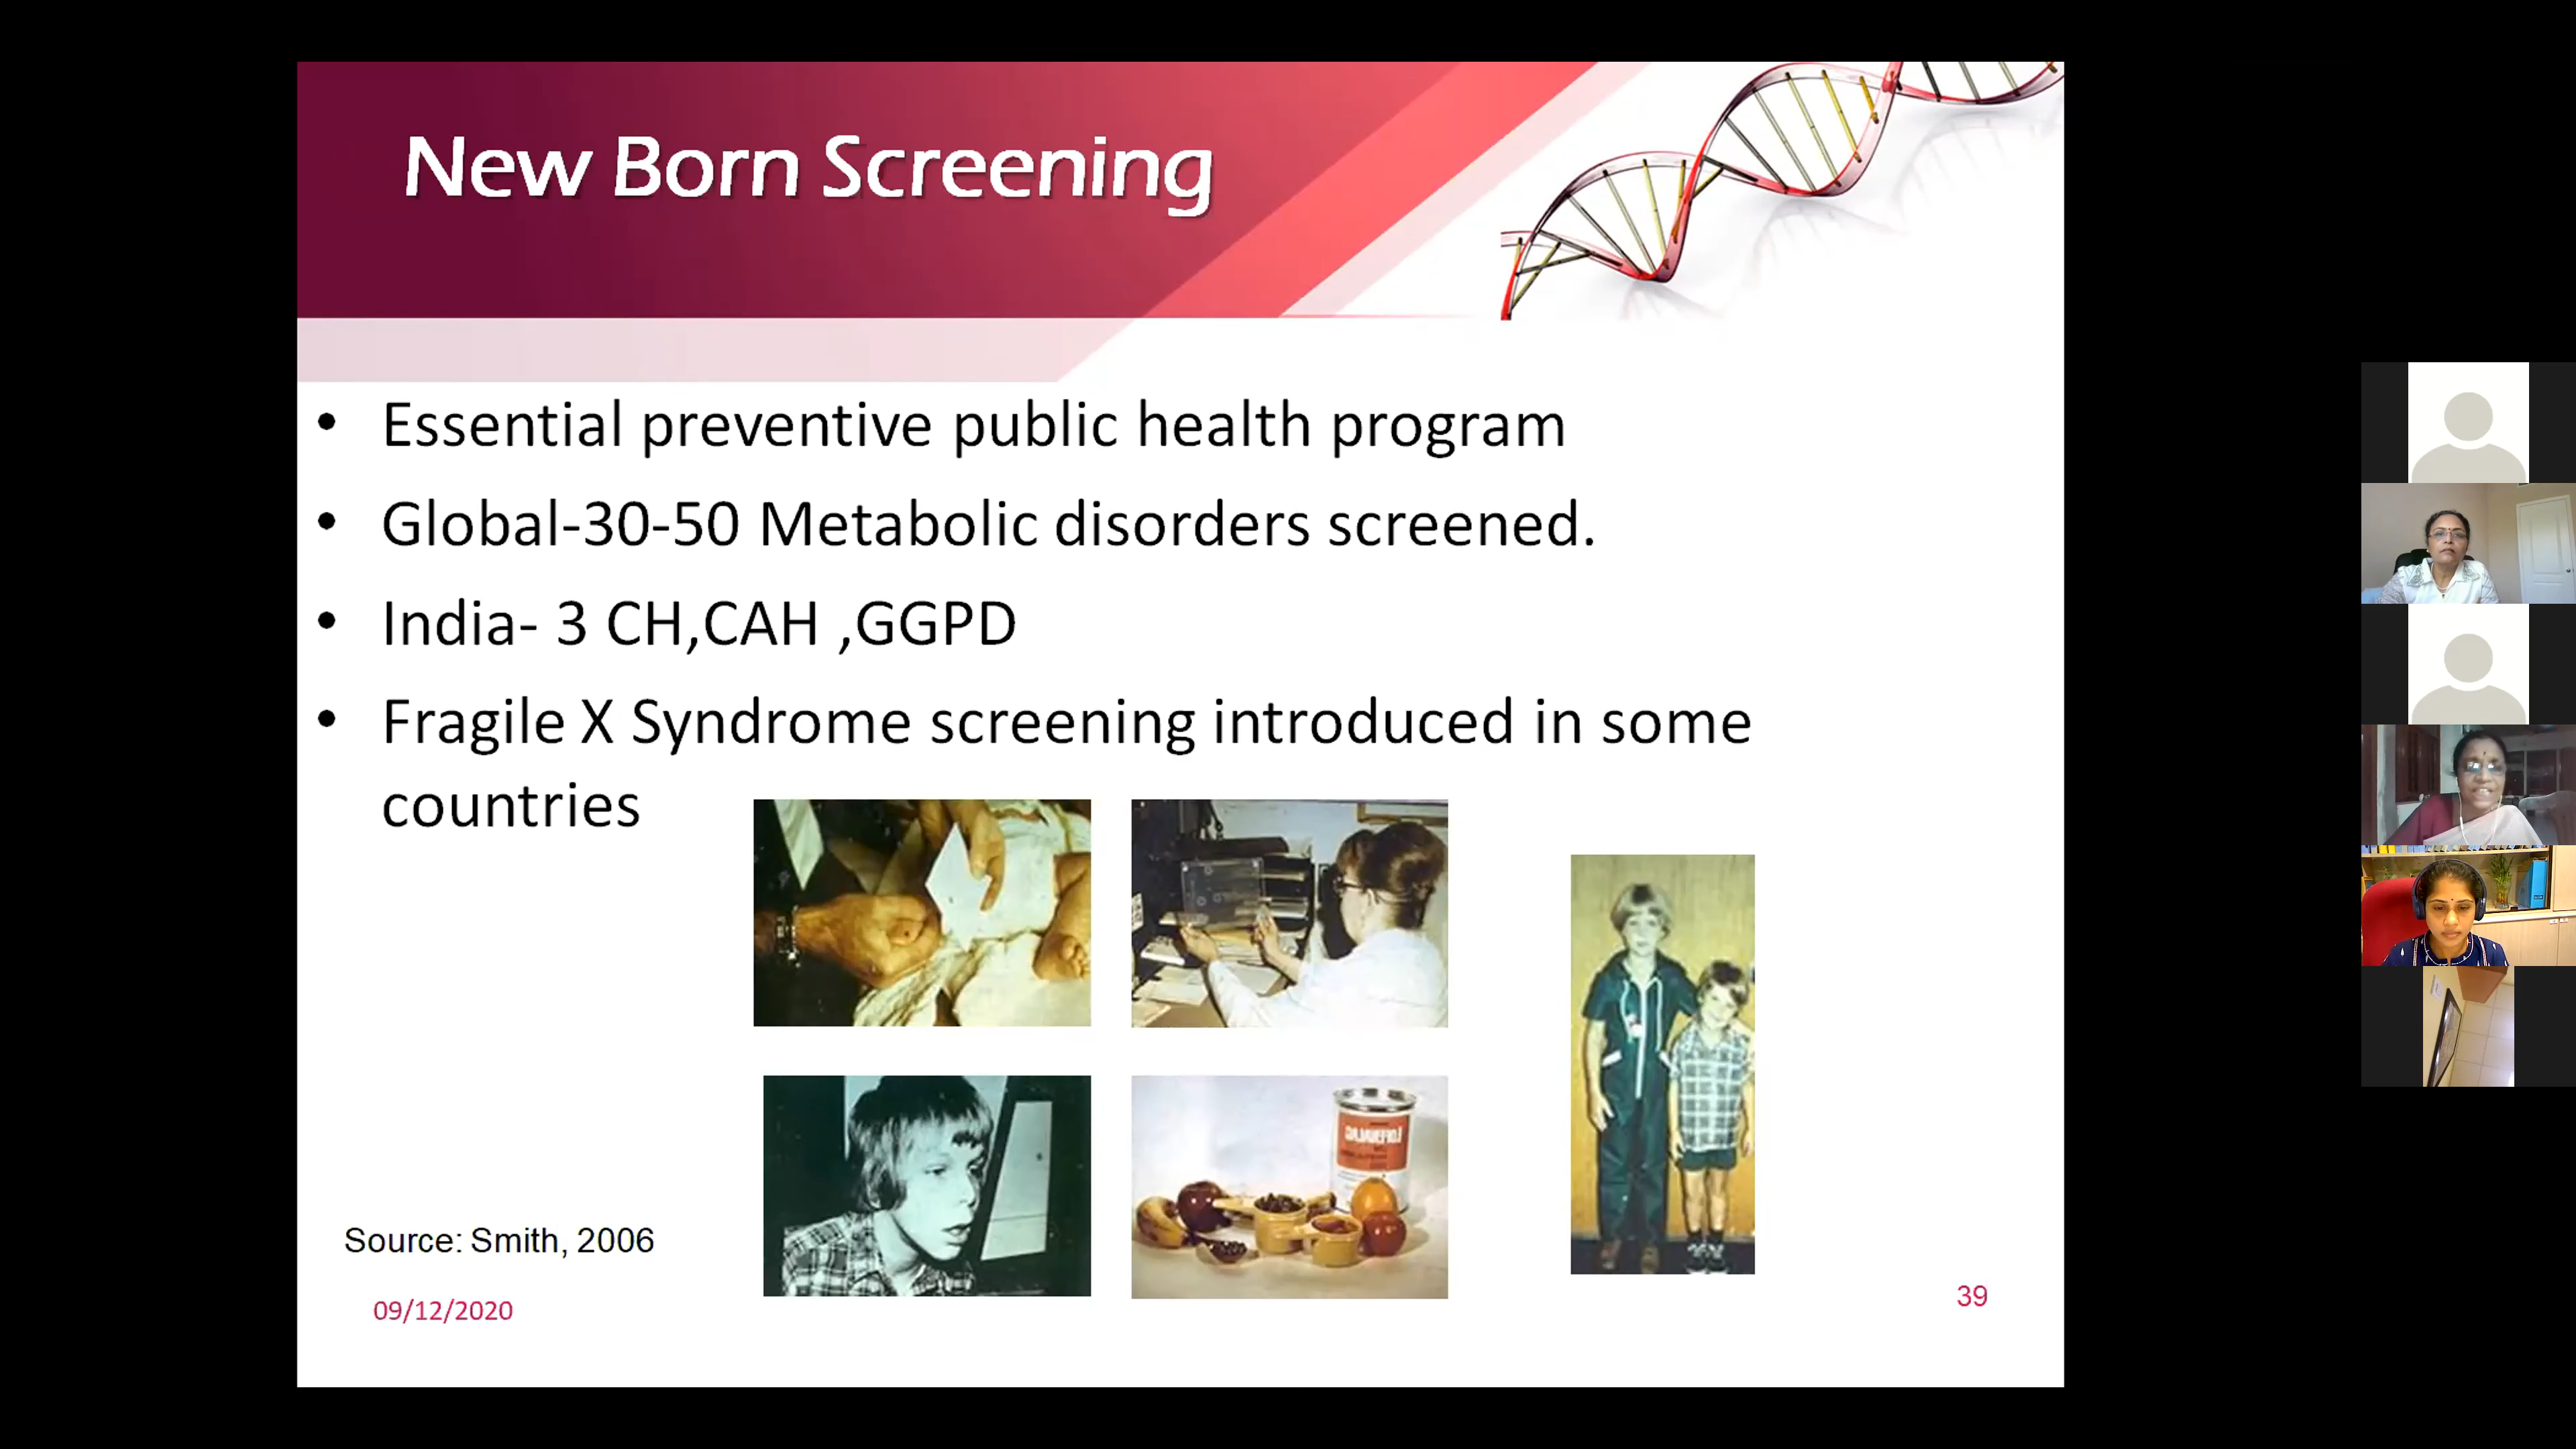 New Born Screening
• Essential preventive public health program
• Global-30-50 Metabolic disorders screened.
• India- 3 CH,CAH ,GGPD
• Fragile X Syndrome screening introduced in some
countries
Source: Smith, 2006
09/12/2020
39